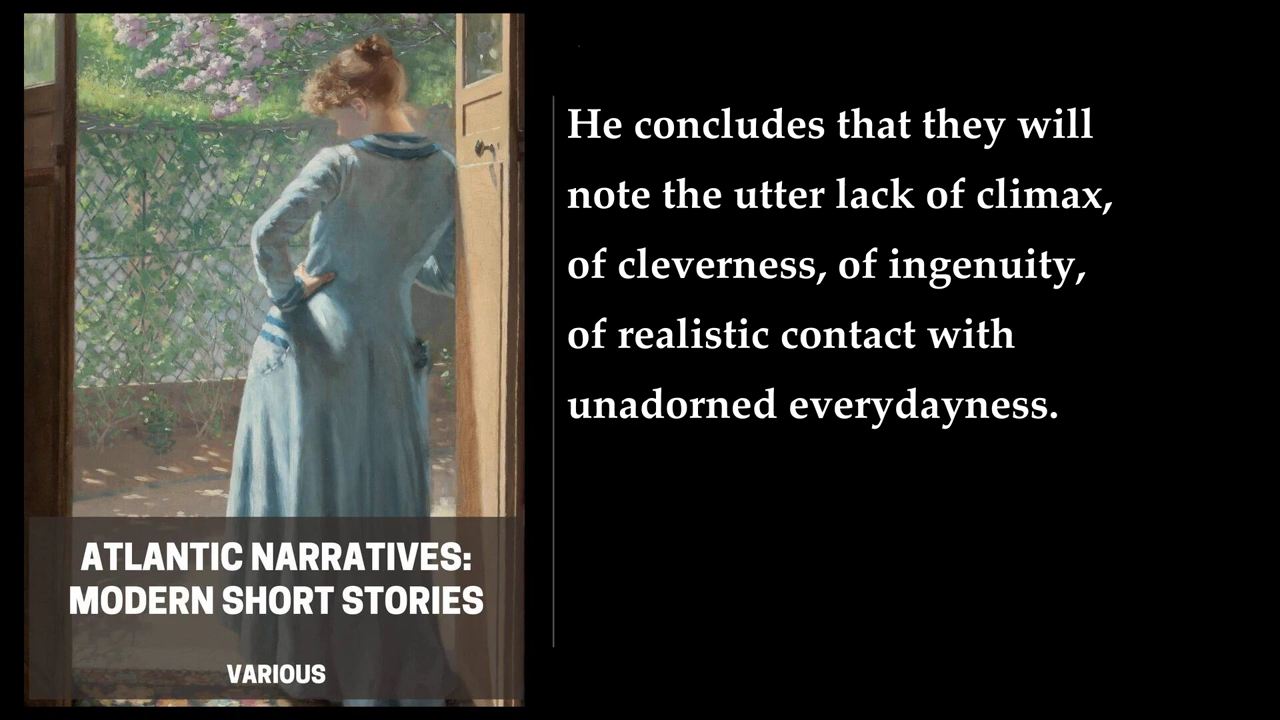 He concludes that they will
note the utter lack of climax,
of cleverness, of ingenuity,
of realistic contact with
unadorned everydayness.
ATLANTIC NARRATIVES:
MODERN SHORT STORIES
VARIOUS